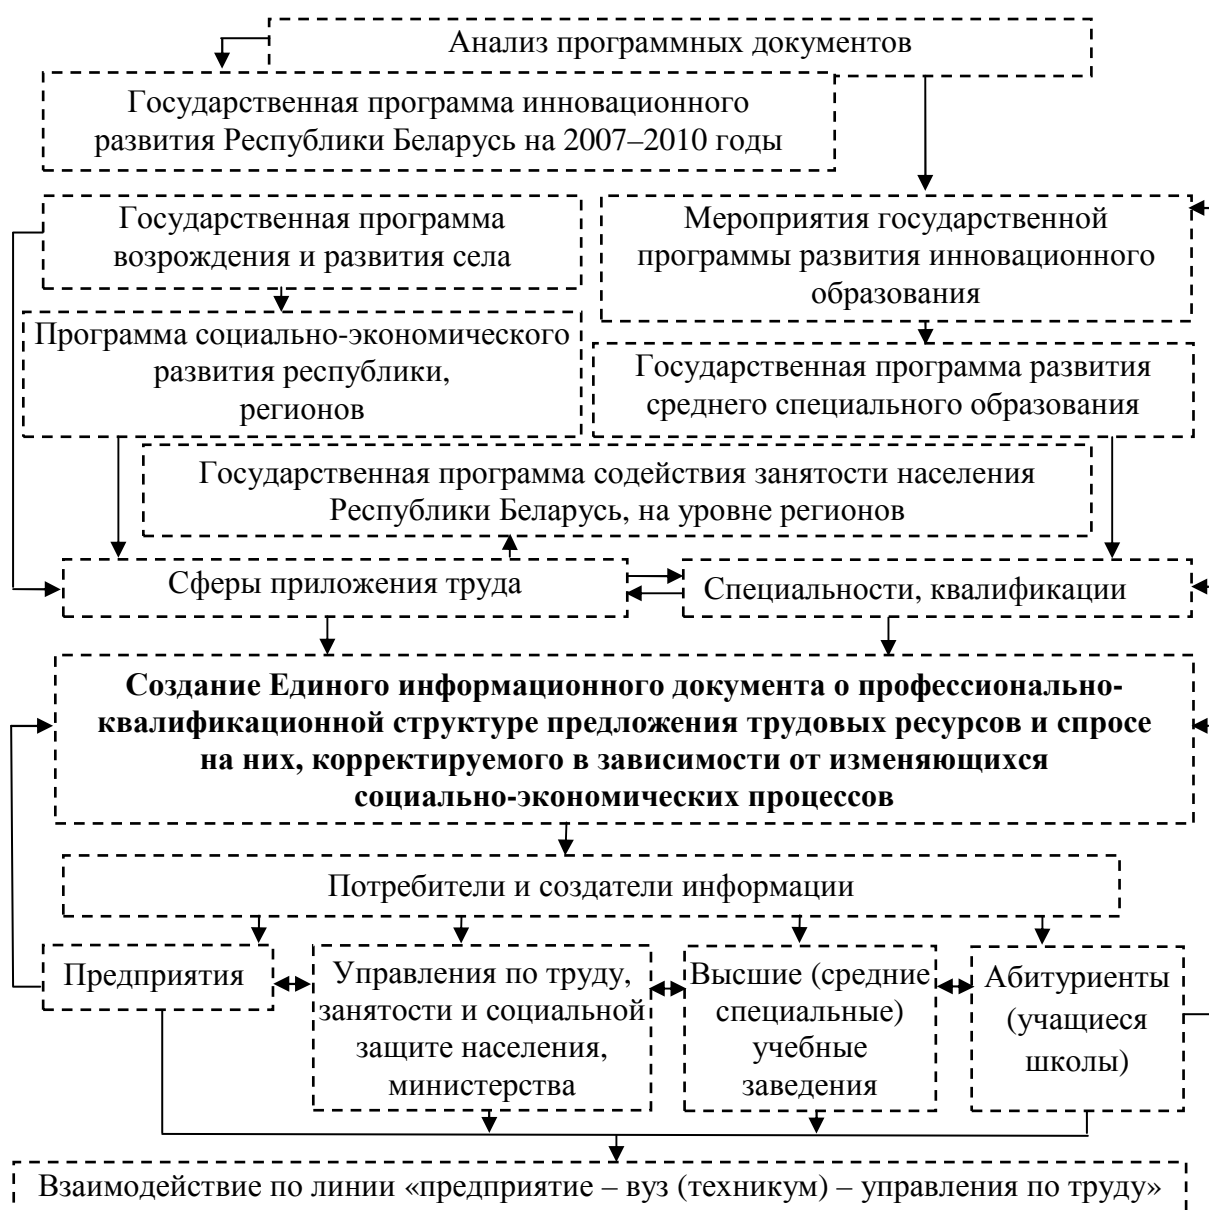 Анализ программных документов
Государственная программа инновационного
развития Республики Беларусь на 2007–2010 годы
Государственная программа
возрождения и развития села
Мероприятия государственной
программы развития инновационного
образования
Программа социально-экономического
развития республики,
регионов
Государственная программа развития
среднего специального образования
Государственная программа содействия занятости населения
Республики Беларусь, на уровне регионов
Сферы приложения труда
Специальности, квалификации
Создание Единого информационного документа о профессионально-
квалификационной структуре предложения трудовых ресурсов и спросе
на них, корректируемого в зависимости от изменяющихся
социально-экономических процессов
Потребители и создатели информации
Предприятия
Управления по труду,
занятости и социальной
защите населения,
министерства
Высшие (средние
специальные)
учебные
заведения
Абитуриенты
(учащиеся
школы)
Взаимодействие по линии «предприятие – вуз (техникум) – управления по труду»